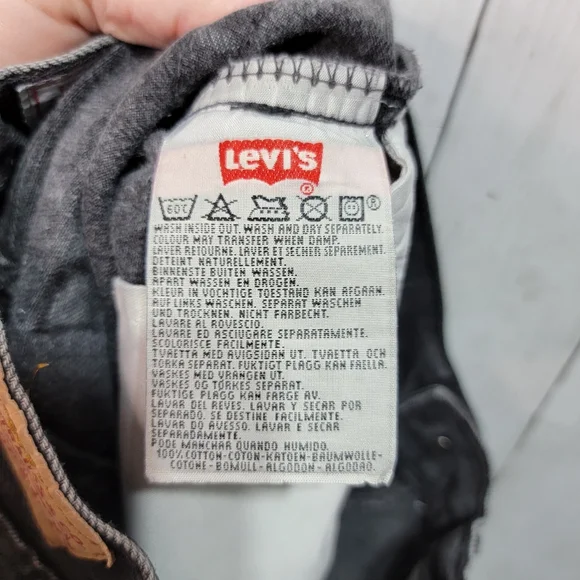 Levi's
®
60C ®
WASH INSIDE OUT. WASH AND DRY SEPARATELY.
COLOUR MAY TRANSFER WHEN DAMP.
LAVER RETOURNE. LAVER ET SECHER SEPAREMENT.
DETEINT NATURELLEMENT.
BINNENSTE BUITEN WASSEN.
APART WASSEN EN DROGEN.
KLEUR IN VOCHTIGE TOESTAND KAN AFGAAN.
AUF LINKS WASCHEN. SEPARAT WASCHEN
UND TROCKNEN. NICHT FARBECHT.
LAVARE AL ROVESCIO.
LAVARE ED ASCIUGARE SEPARATAMENTE.
SCOLORISCE FACILMENTE.
TVAETTA MED AVIGSIDAN UT. TVAETTA OCH
TORKA SEPARAT. FUKTIGT PLAGG KAN FAELLA.
VASKES MED VRANGEN UT.
VASKES OG TØRKES SEPARAT.
FUKTIGE PLAGG KAN FARGE AV.
LAVAR DEL REVES. LAVAR Y SECAR POR
SEPARADO. SE DESTINE FACILMENTE.
LAVAR DO AVESSO. LAVAR E SECAR
SEPARADAMENTE.
PODE MANCHAR QUANDO HUMIDO.
100% COTTON-COTON-KATOEN-BAUMWOLLE-
COTONE-BOMULL-ALGODON-ALGODAO.